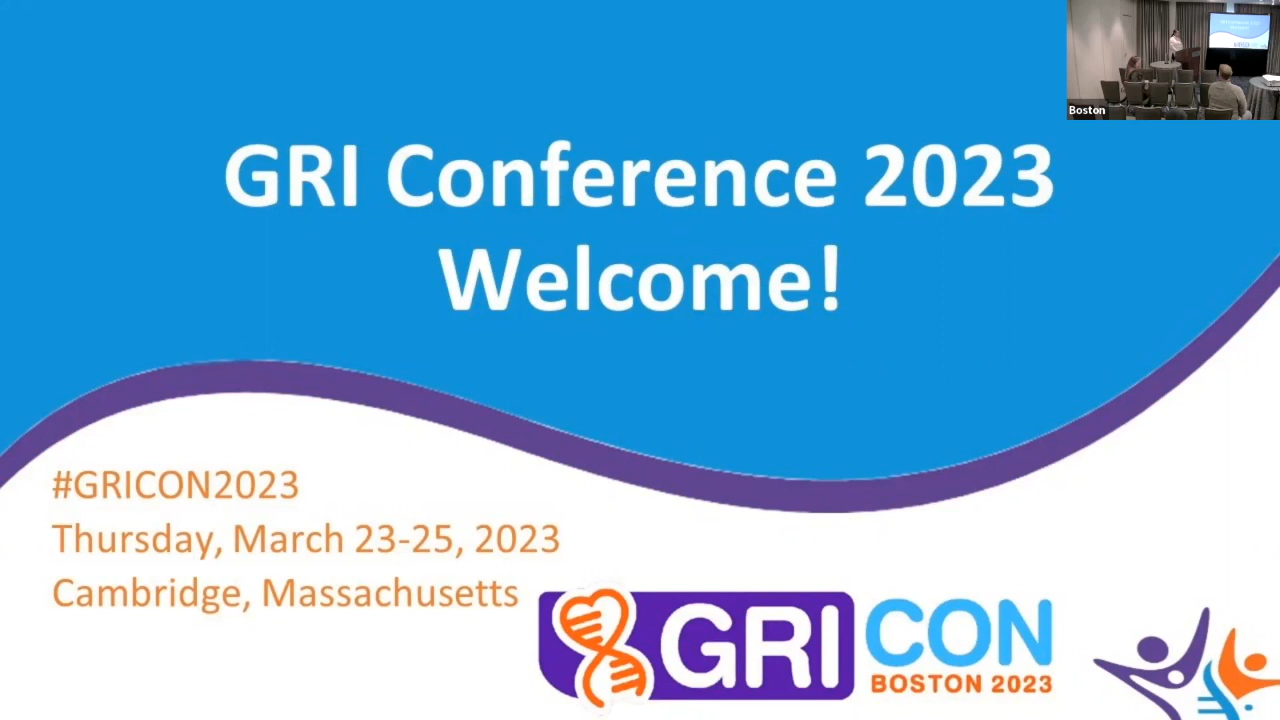 Boston
GRI Conference 2023
Welcome!
#GRICON2023
Thursday, March 23-25, 2023
Cambridge, Massachusetts
GRI CON
BOSTON 2023